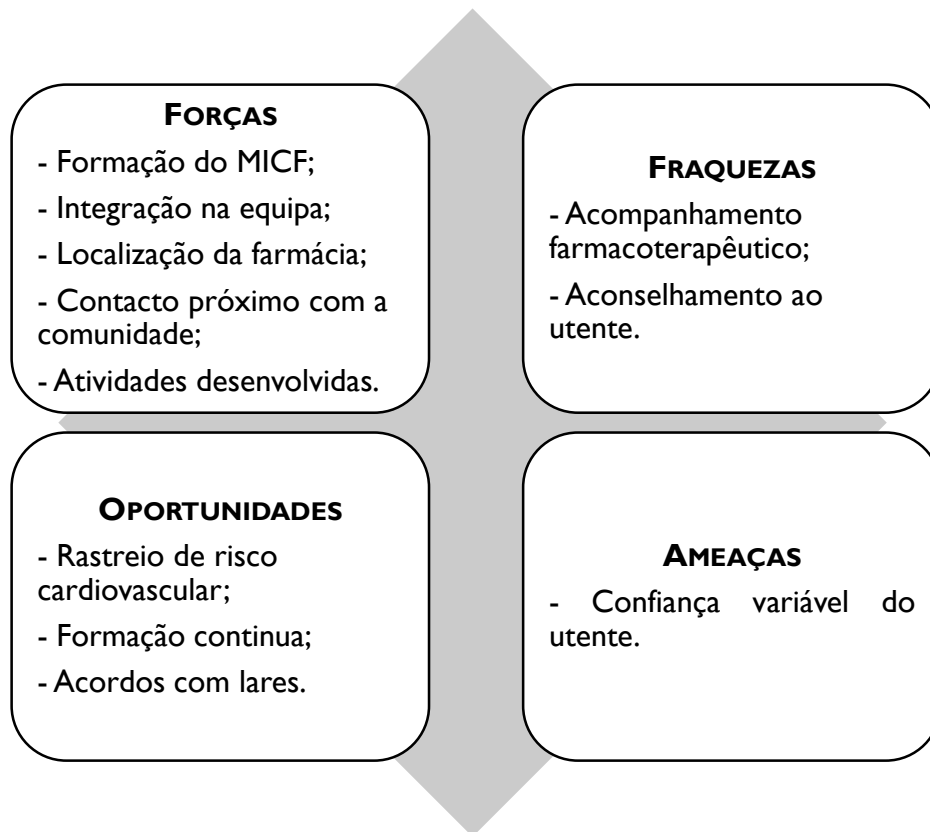 FORÇAS
- Formação do MICF;
- Integração na equipa;
- Localização da farmácia;
- Contacto próximo com a
comunidade;
- Atividades desenvolvidas.
FRAQUEZAS
- Acompanhamento
farmacoterapêutico;
- Aconselhamento ao
utente.
OPORTUNIDADES
- Rastreio de risco
cardiovascular;
- Formação continua;
- Acordos com lares.
AMEAÇAS
- Confiança variável do
utente.